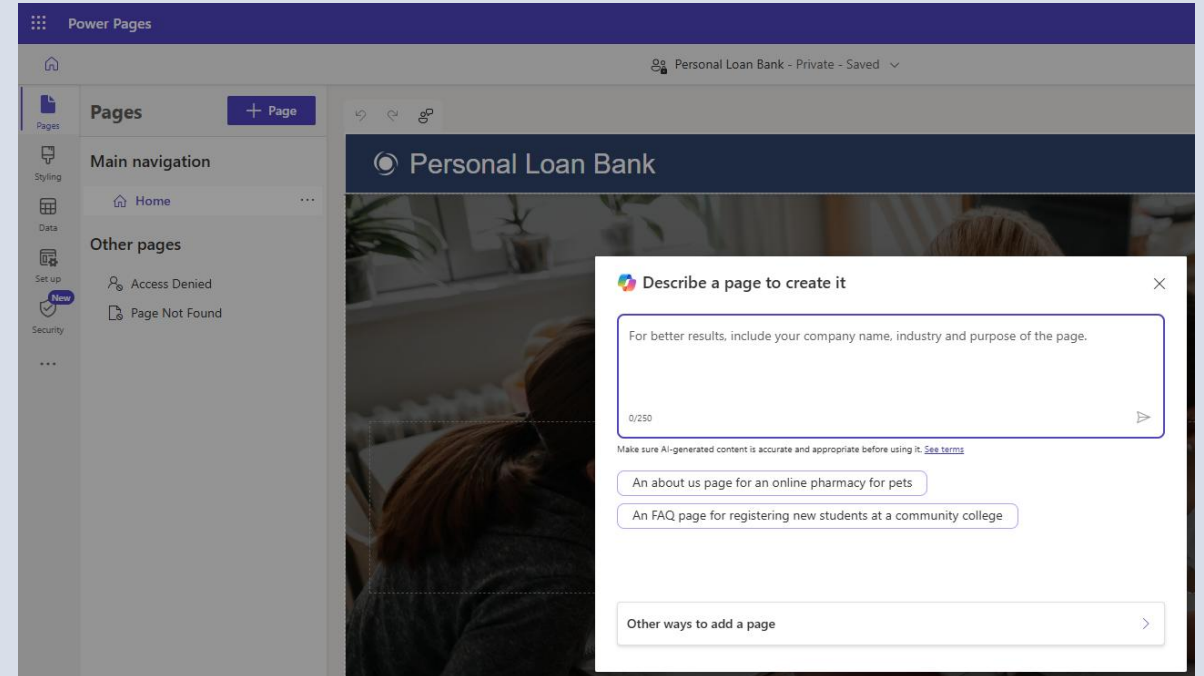 Power Pages
Personal Loan Bank - Private - Saved
Pages
Styling
Data
Set up
New
Security
Pages
+ Page
Main navigation
Home
Other pages
Access Denied
Page Not Found
Personal Loan Bank
Describe a page to create it
For better results, include your company name, industry and purpose of the page.
0/250
Make sure AI-generated content is accurate and appropriate before using it. See terms
An about us page for an online pharmacy for pets
An FAQ page for registering new students at a community college
Other ways to add a page